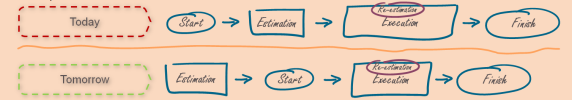 Re-estimation
Today Start Estimation Execution Finish
Re-estimation
Tomorrow Estimation Start Execution Finish